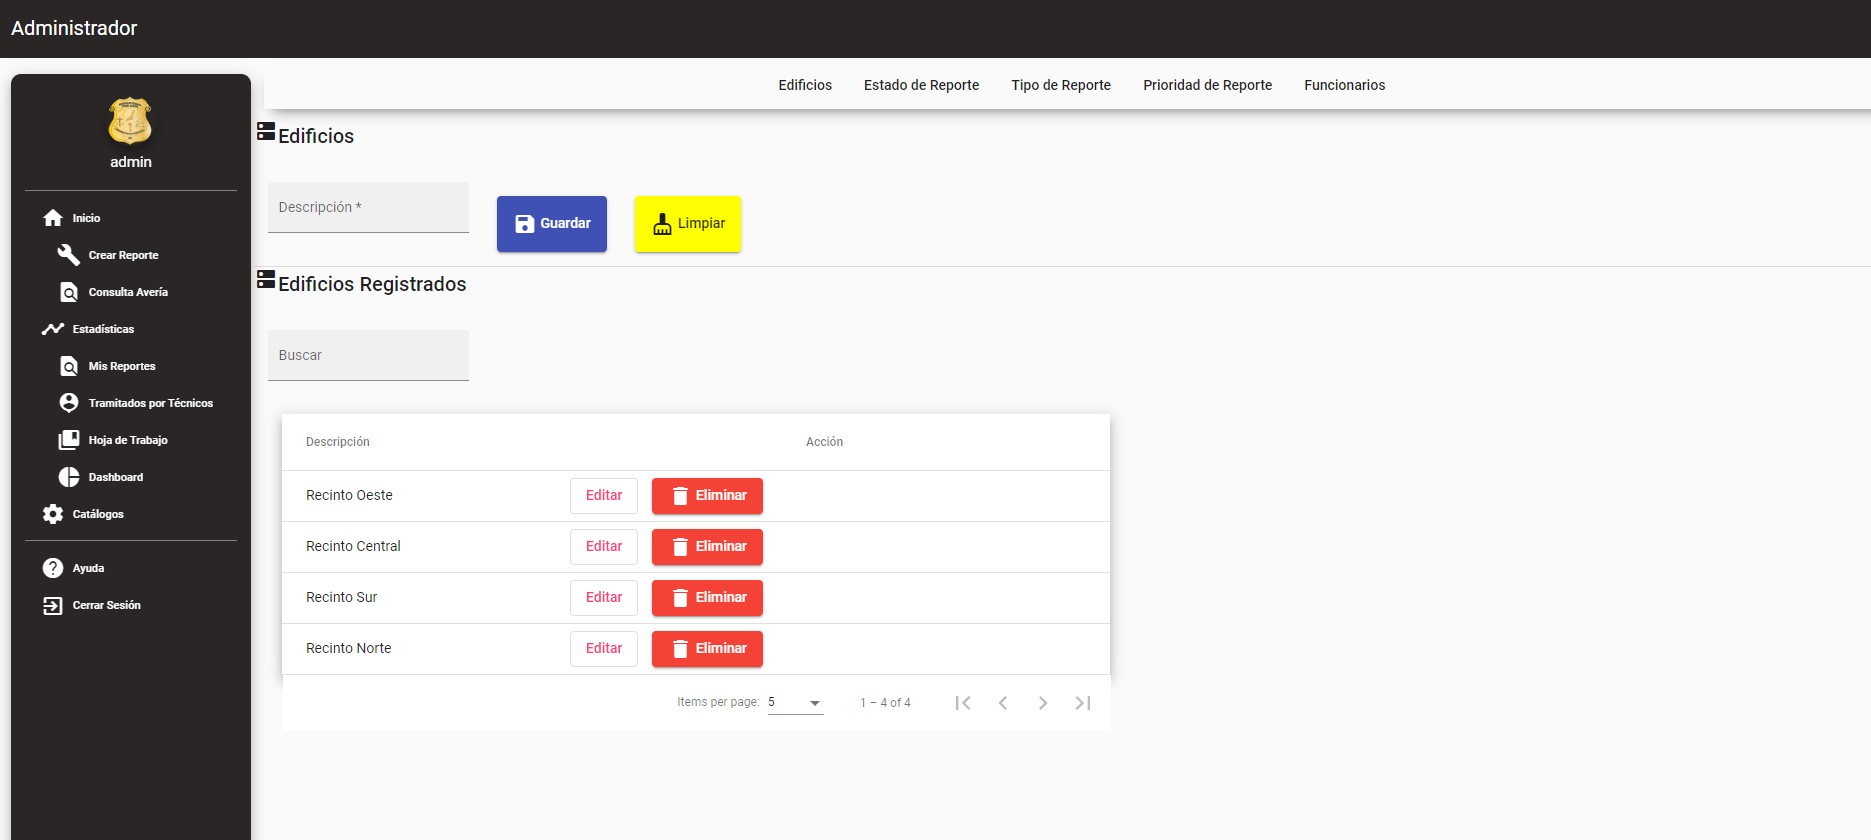 Administrador
admin
Inicio
Crear Reporte
Consulta Avería
Estadísticas
Mis Reportes
Tramitados por Técnicos
Hoja de Trabajo
Dashboard
Catálogos
Ayuda
Cerrar Sesión
Edificios Estado de Reporte Tipo de Reporte Prioridad de Reporte Funcionarios
Edificios
Descripción * Guardar Limpiar
Edificios Registrados
Buscar
Descripción Acción
Recinto Oeste Editar Eliminar
Recinto Central Editar Eliminar
Recinto Sur Editar Eliminar
Recinto Norte Editar Eliminar
Items per page: 5 1 – 4 of 4